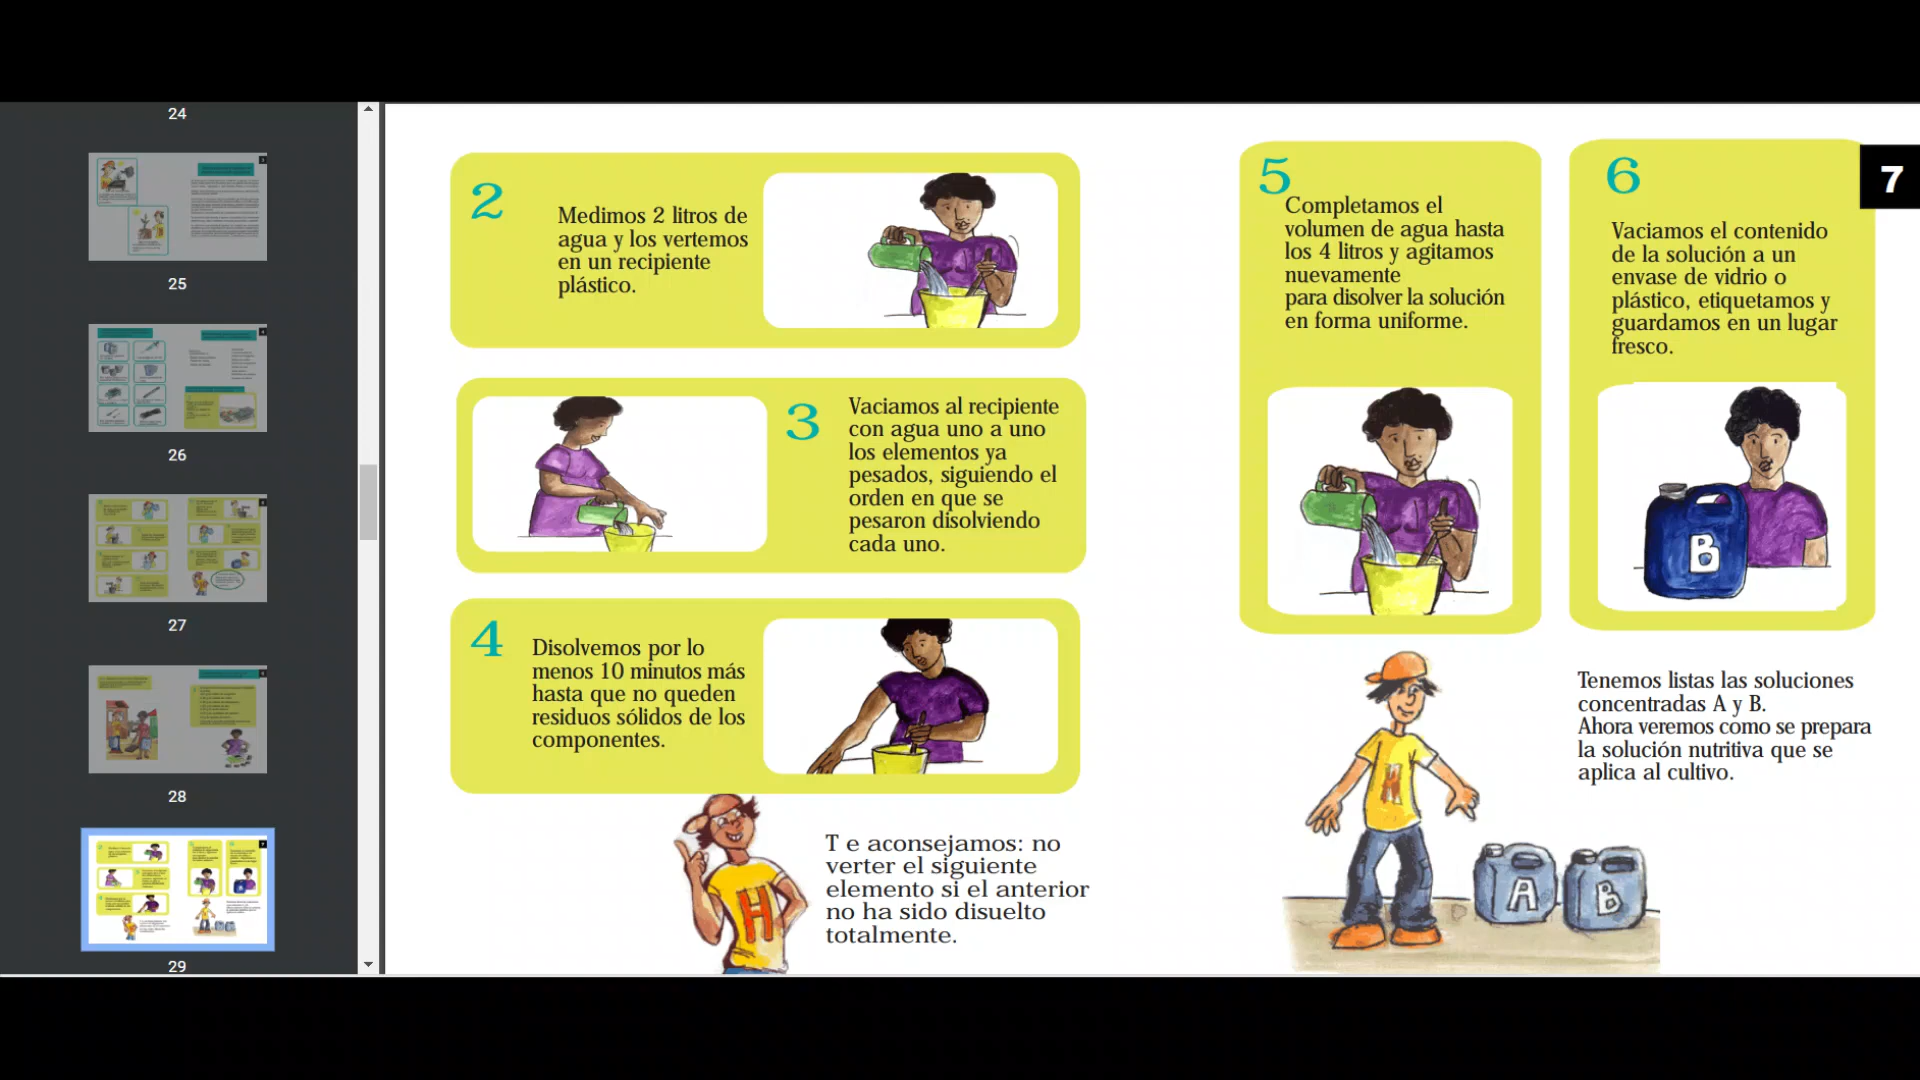 24
25
26
27
28
29
2
Medimos 2 litros de
agua y los vertemos
en un recipiente
plástico.
3
Vaciamos al recipiente
con agua uno a uno
los elementos ya
pesados, siguiendo el
orden en que se
pesaron disolviendo
cada uno.
4
Disolvemos por lo
menos 10 minutos más
hasta que no queden
residuos sólidos de los
componentes.
H
T e aconsejamos: no
verter el siguiente
elemento si el anterior
no ha sido disuelto
totalmente.
5
Completamos el
volumen de agua hasta
los 4 litros y agitamos
nuevamente
para disolver la solución
en forma uniforme.
6
Vaciamos el contenido
de la solución a un
envase de vidrio o
plástico, etiquetamos y
guardamos en un lugar
fresco.
B
7
H
A
B
Tenemos listas las soluciones
concentradas A y B.
Ahora veremos como se prepara
la solución nutritiva que se
aplica al cultivo.